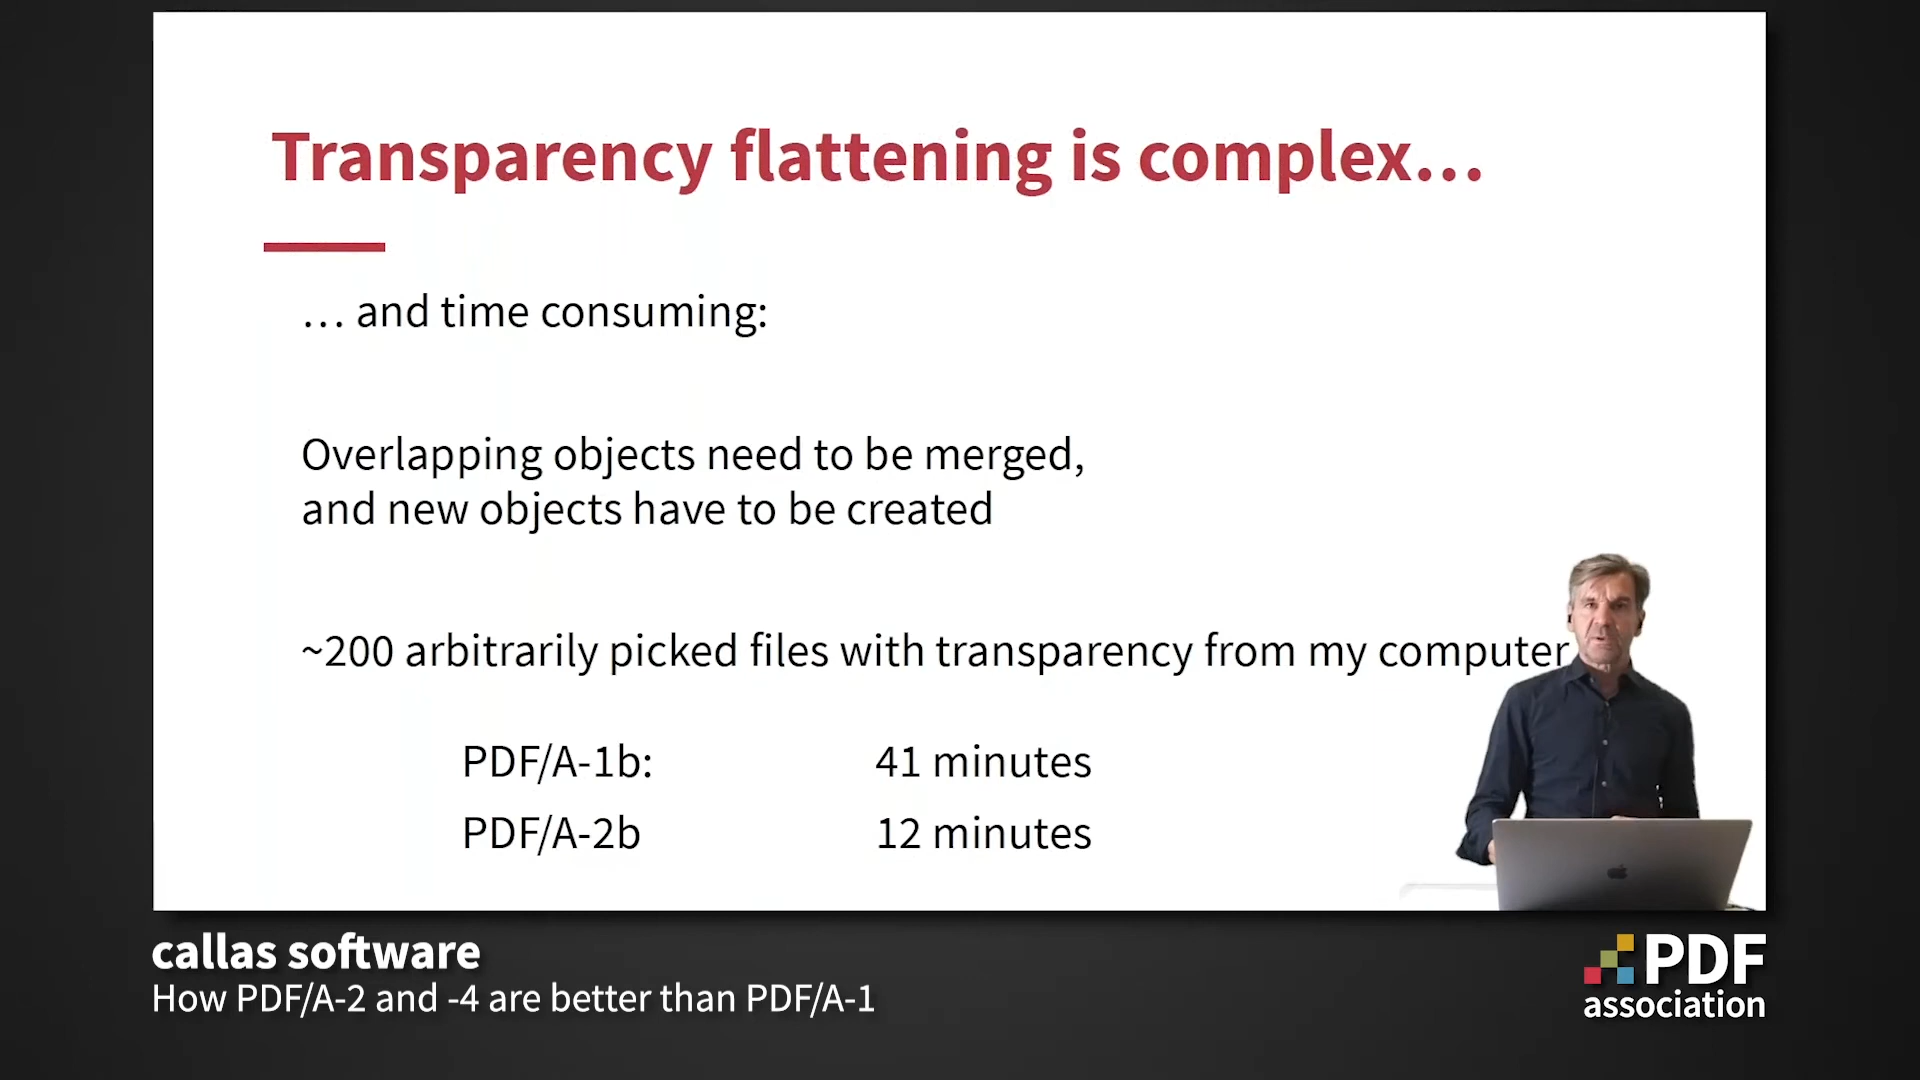 Transparency flattening is complex…
… and time consuming:
Overlapping objects need to be merged,
and new objects have to be created
~200 arbitrarily picked files with transparency from my computer
PDF/A-1b: 41 minutes
PDF/A-2b 12 minutes
callas software
How PDF/A-2 and -4 are better than PDF/A-1
PDF
association